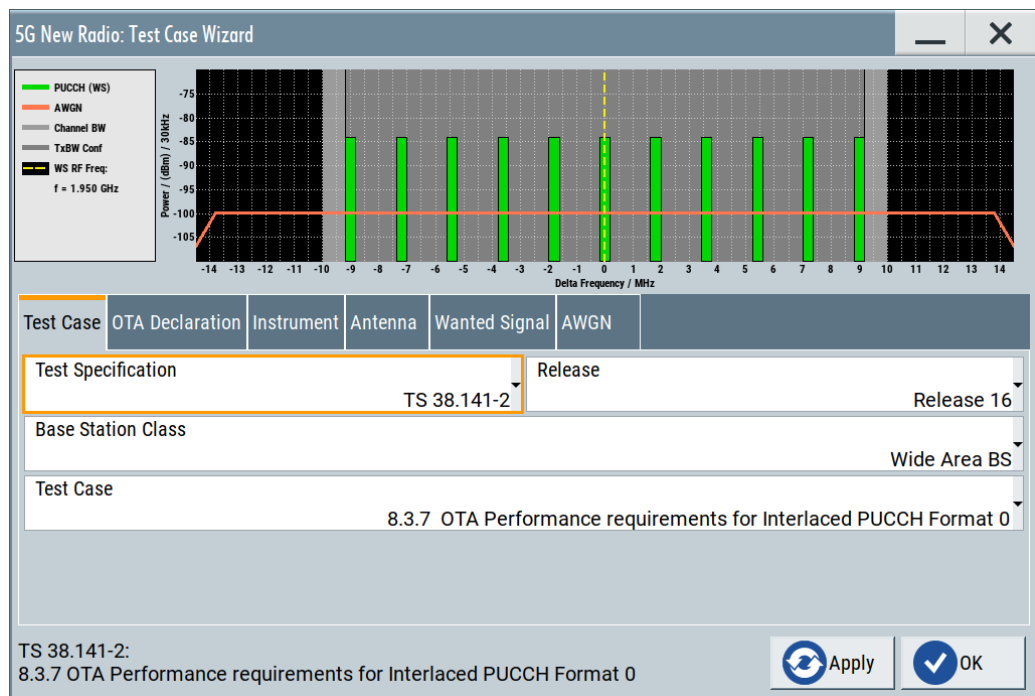 5G New Radio: Test Case Wizard
PUCCH (WS)
AWGN
Channel BW
TxBW Conf
WS RF Freq:
f = 1.950 GHz
Power / (dBm) / 30kHz
-75
-80
-85
-90
-95
-100
-105
-14 -13 -12 -11 -10 -9 -8 -7 -6 -5 -4 -3 -2 -1 0 1 2 3 4 5 6 7 8 9 10 11 12 13 14
Delta Frequency / MHz
Test Case OTA Declaration Instrument Antenna Wanted Signal AWGN
Test Specification
TS 38.141-2
Release
Release 16
Base Station Class
Wide Area BS
Test Case
8.3.7 OTA Performance requirements for Interlaced PUCCH Format 0
TS 38.141-2:
8.3.7 OTA Performance requirements for Interlaced PUCCH Format 0
Apply
OK